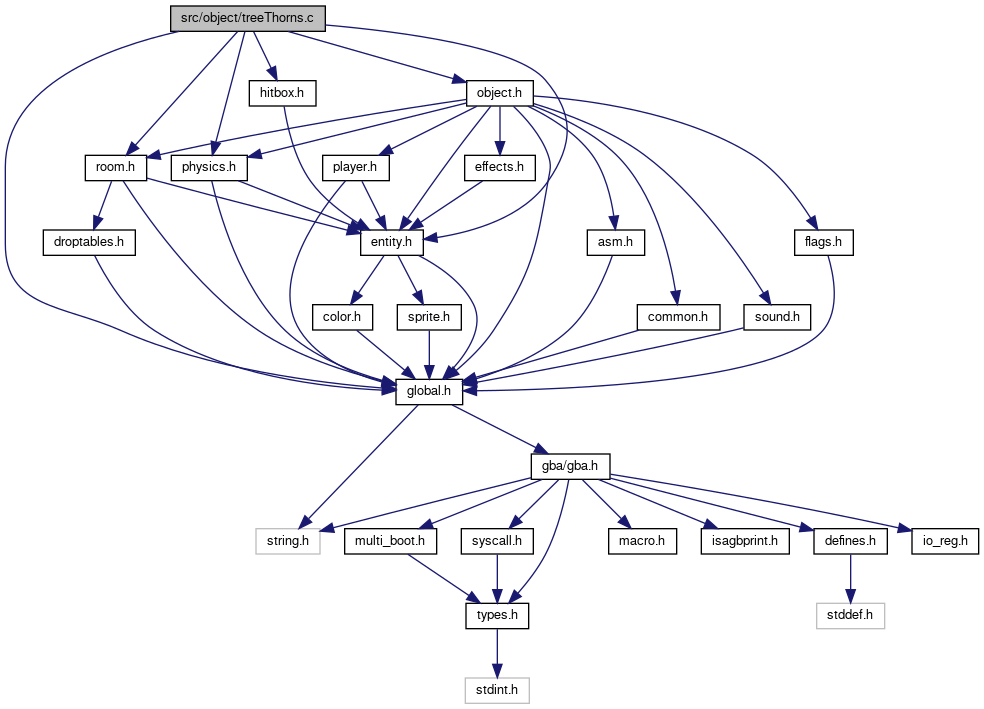 src/object/treeThorns.c
hitbox.h
object.h
room.h
physics.h
player.h
effects.h
droptables.h
entity.h
asm.h
flags.h
color.h
sprite.h
common.h
sound.h
global.h
gba/gba.h
string.h
multi_boot.h
syscall.h
macro.h
isagbprint.h
defines.h
io_reg.h
types.h
stddef.h
stdint.h